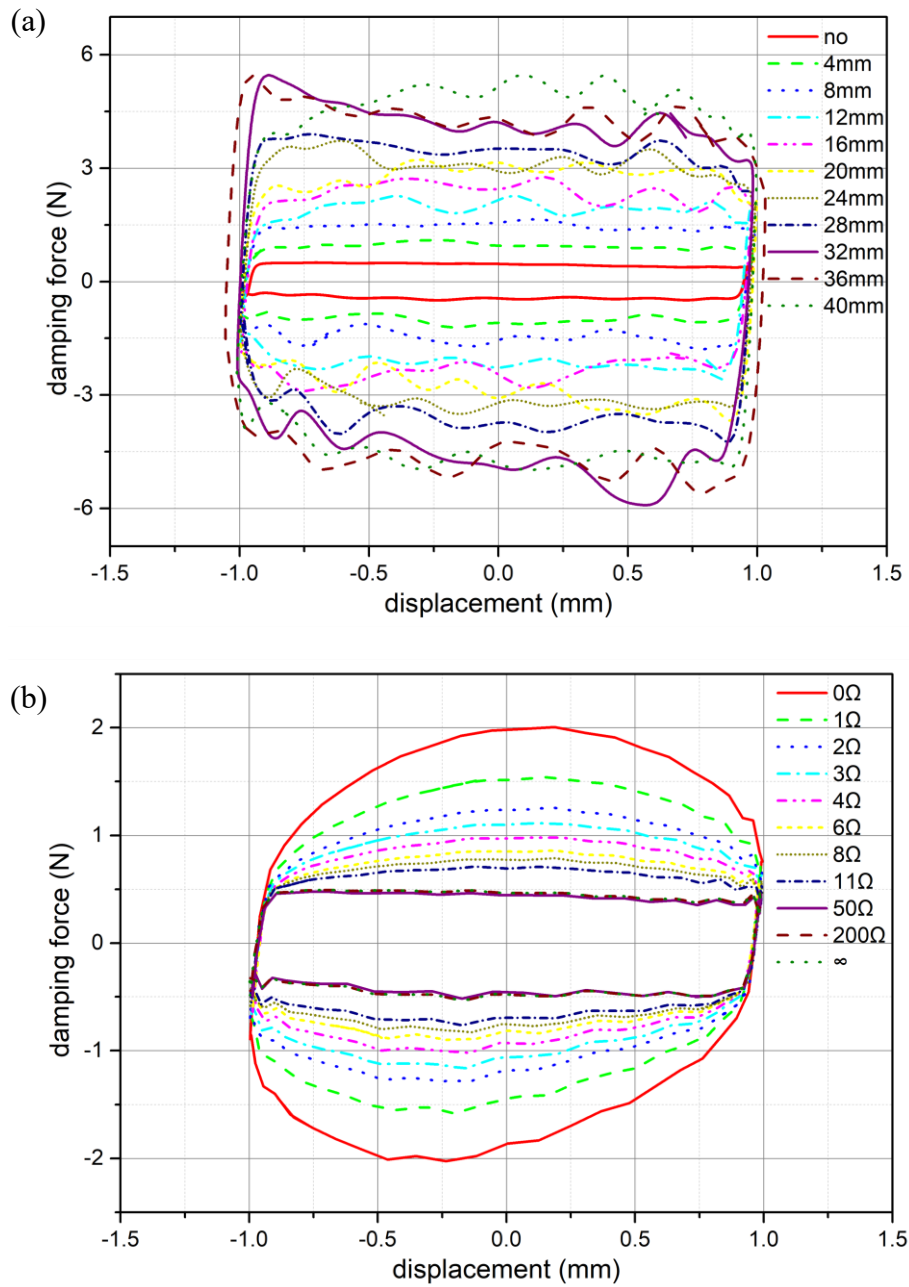 (a)
6
3
0
-3
-6
damping force (N)
-1.5 -1.0 -0.5 0.0 0.5 1.0 1.5
displacement (mm)
no
4mm
8mm
12mm
16mm
20mm
24mm
28mm
32mm
36mm
40mm
(b)
2
1
0
-1
-2
damping force (N)
-1.5 -1.0 -0.5 0.0 0.5 1.0 1.5
displacement (mm)
0Ω
1Ω
2Ω
3Ω
4Ω
6Ω
8Ω
11Ω
50Ω
200Ω
∞